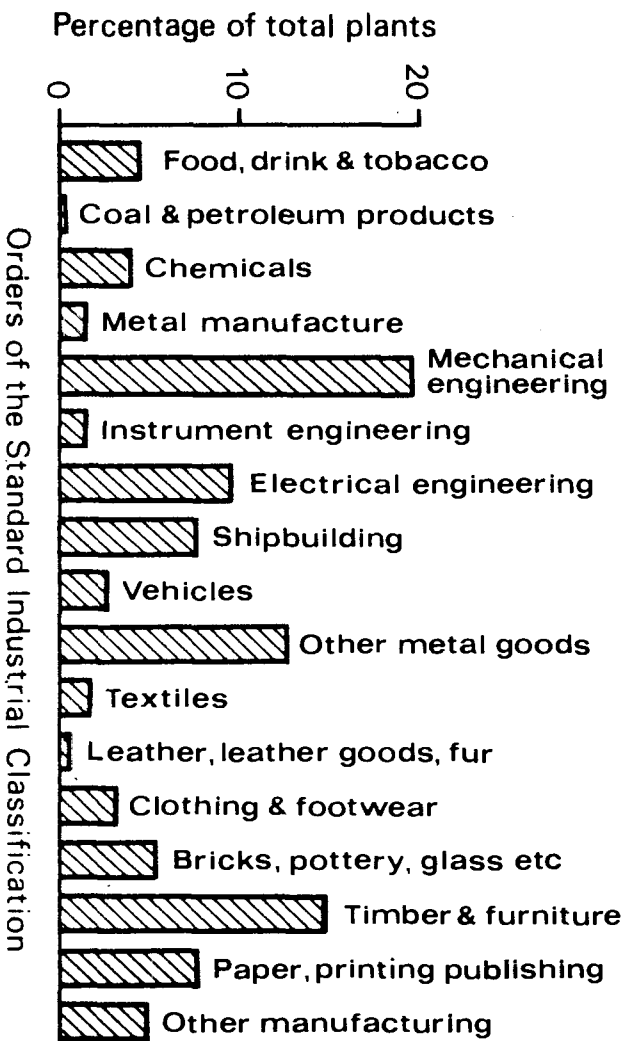 Percentage of total plants
0 10 20
Food, drink & tobacco
Coal & petroleum products
Chemicals
Metal manufacture
Mechanical
engineering
Instrument engineering
Electrical engineering
Shipbuilding
Vehicles
Other metal goods
Textiles
Leather, leather goods, fur
Clothing & footwear
Bricks, pottery, glass etc
Timber & furniture
Paper, printing publishing
Other manufacturing
Orders of the Standard Industrial Classification